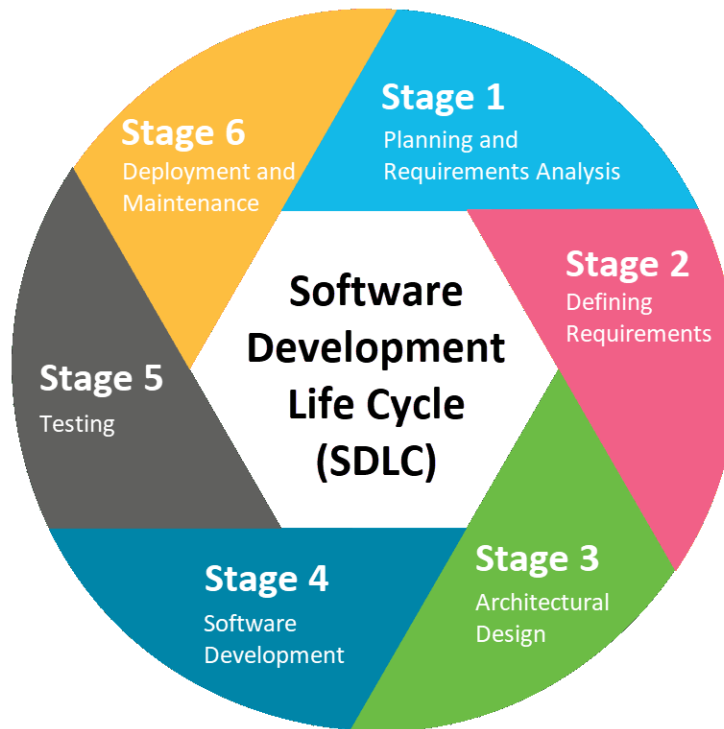 Stage 1
Planning and
Requirements Analysis
Stage 2
Defining
Requirements
Stage 3
Architectural
Design
Stage 4
Software
Development
Stage 5
Testing
Stage 6
Deployment and
Maintenance
Software
Development
Life Cycle
(SDLC)